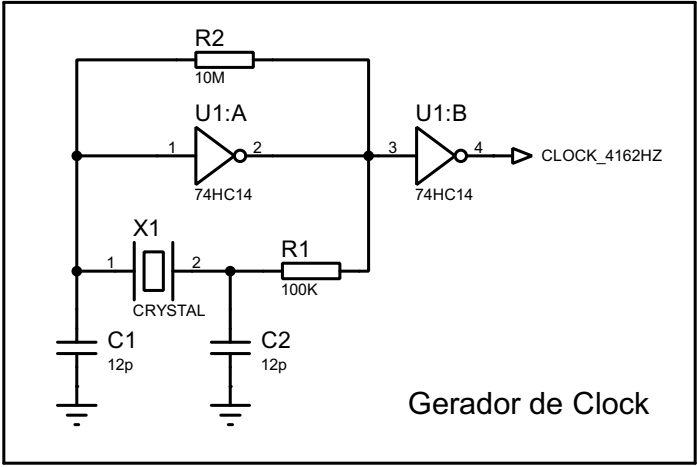 R2
10M
U1:A
1
2
74HC14
U1:B
3
4
74HC14
CLOCK_4162HZ
X1
1
2
CRYSTAL
R1
100K
C1
12p
C2
12p
Gerador de Clock